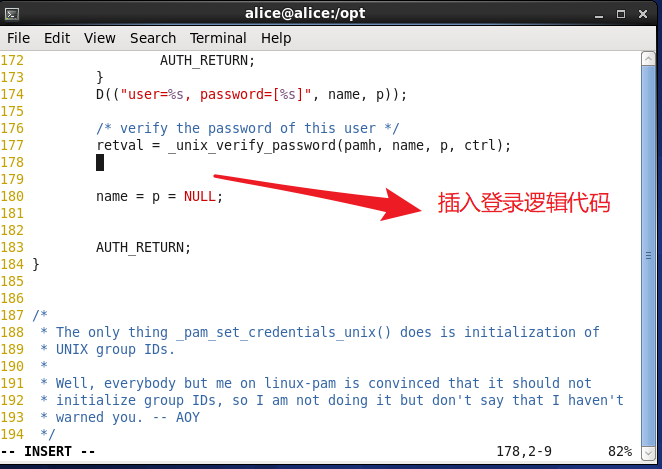 alice@alice:/opt
File Edit View Search Terminal Help
172                 AUTH_RETURN;
173         }
174         D(("user=%s, password=[%s]", name, p));
175
176         /* verify the password of this user */
177         retval = _unix_verify_password(pamh, name, p, ctrl);
178
179
插入登录逻辑代码
180         name = p = NULL;
181
182
183         AUTH_RETURN;
184 }
185
186
187 /*
188  * The only thing _pam_set_credentials_unix() does is initialization of
189  * UNIX group IDs.
190  *
191  * Well, everybody but me on linux-pam is convinced that it should not
192  * initialize group IDs, so I am not doing it but don't say that I haven't
193  * warned you. -- AOY
194  */
-- INSERT --                                                  178,2-9       82%